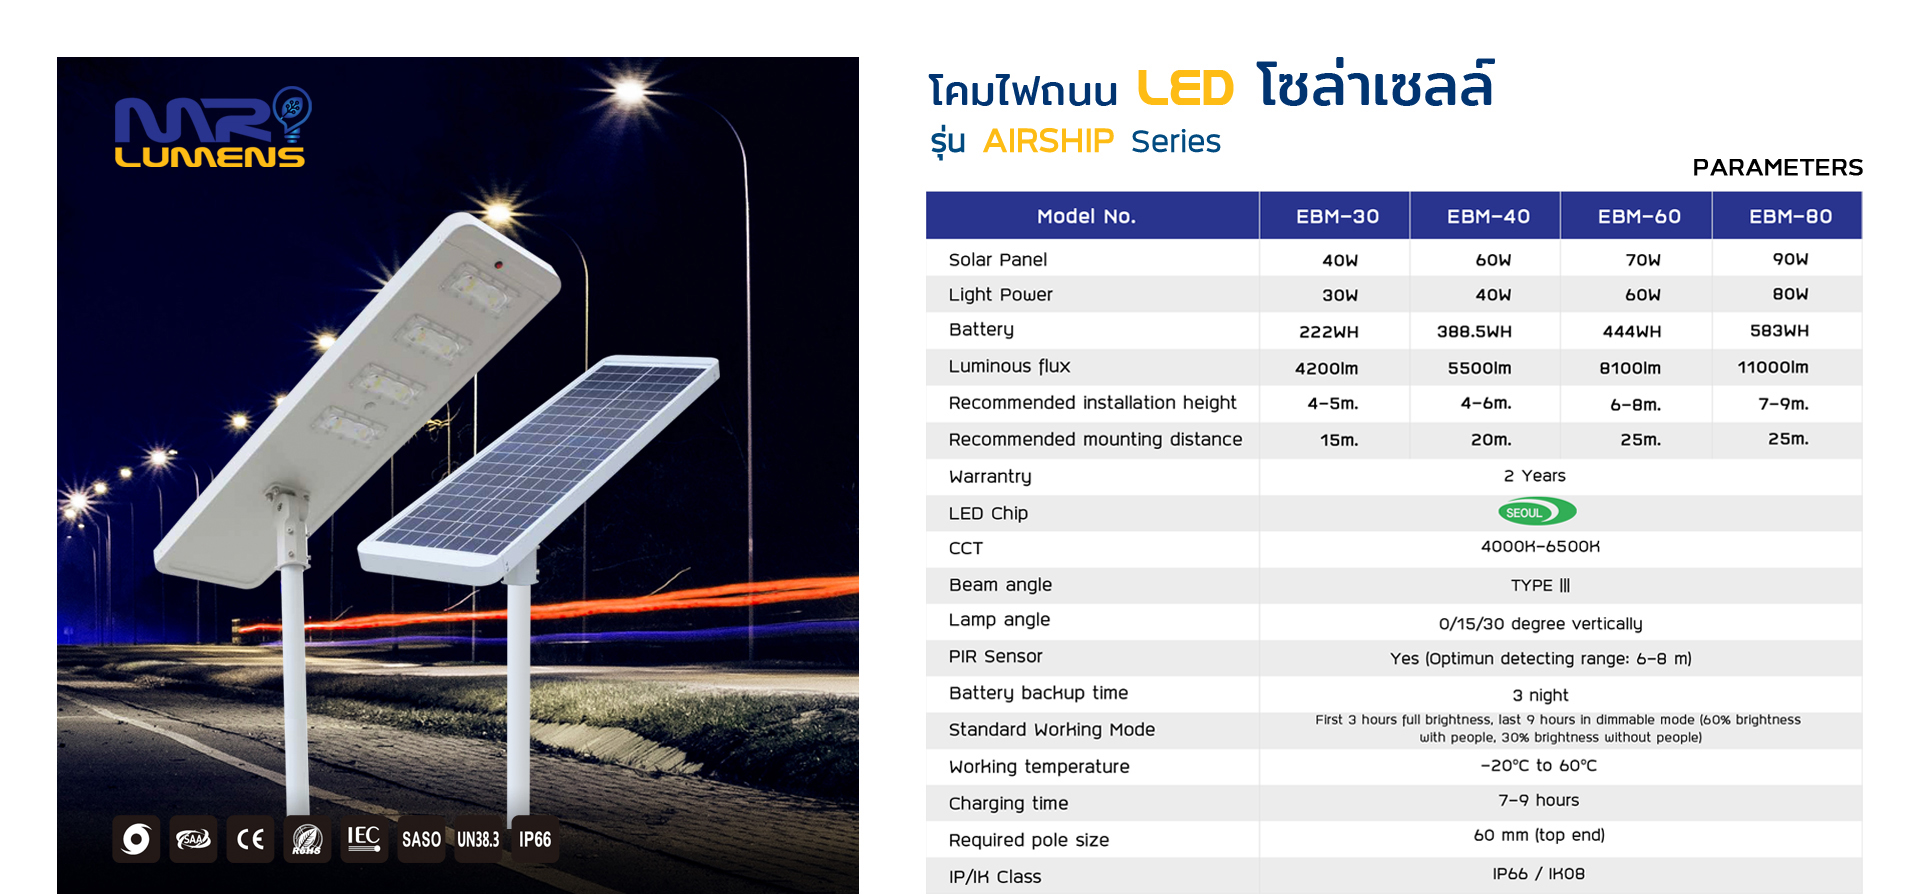 MR
LUMENS
SAA
CE
RoHS
IEC
SASO
UN38.3
IP66
โคมไฟถนน LED โซล่าเซลล์
รุ่น AIRSHIP Series
PARAMETERS
Model No. EBM-30 EBM-40 EBM-60 EBM-80
Solar Panel 40W 60W 70W 90W
Light Power 30W 40W 60W 80W
Battery 222WH 388.5WH 444WH 583WH
Luminous flux 4200lm 5500lm 8100lm 11000lm
Recommended installation height 4-5m. 4-6m. 6-8m. 7-9m.
Recommended mounting distance 15m. 20m. 25m. 25m.
Warrantry 2 Years
LED Chip SEOUL
CCT 4000K-6500K
Beam angle TYPE III
Lamp angle 0/15/30 degree vertically
PIR Sensor Yes (Optimun detecting range: 6-8 m)
Battery backup time 3 night
Standard Working Mode First 3 hours full brightness, last 9 hours in dimmable mode (60% brightness
with people, 30% brightness without people)
Working temperature -20°C to 60°C
Charging time 7-9 hours
Required pole size 60 mm (top end)
IP/IK Class IP66 / IK08